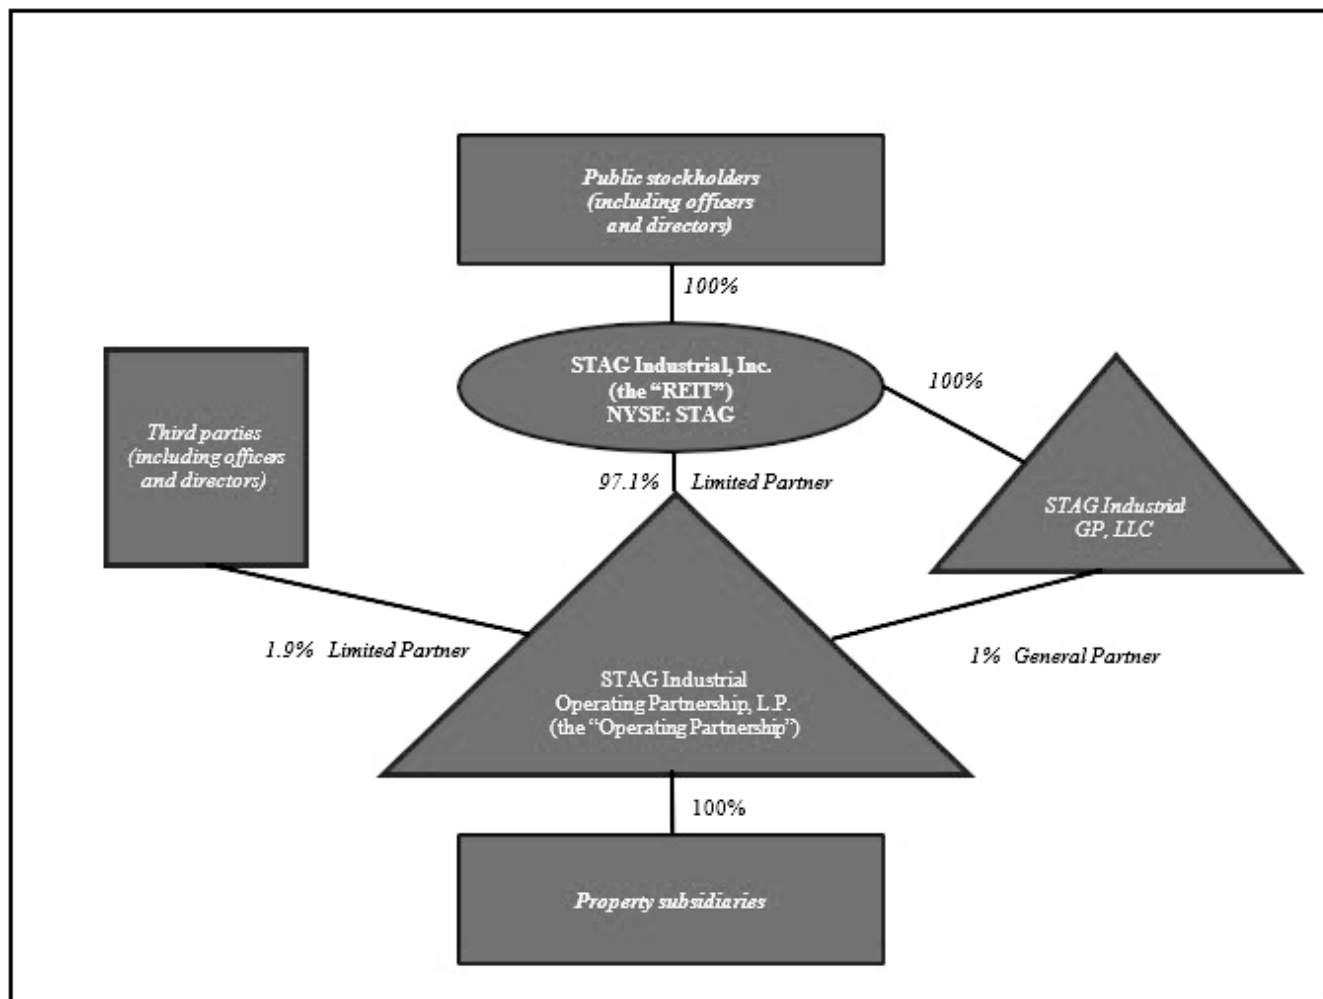 Public stockholders
(including officers
and directors)
100%
STAG Industrial, Inc.
(the “REIT”)
NYSE: STAG
100%
Third parties
(including officers
and directors)
97.1% Limited Partner
STAG Industrial
GP, LLC
1.9% Limited Partner
1% General Partner
STAG Industrial
Operating Partnership, L.P.
(the “Operating Partnership”)
100%
Property subsidiaries